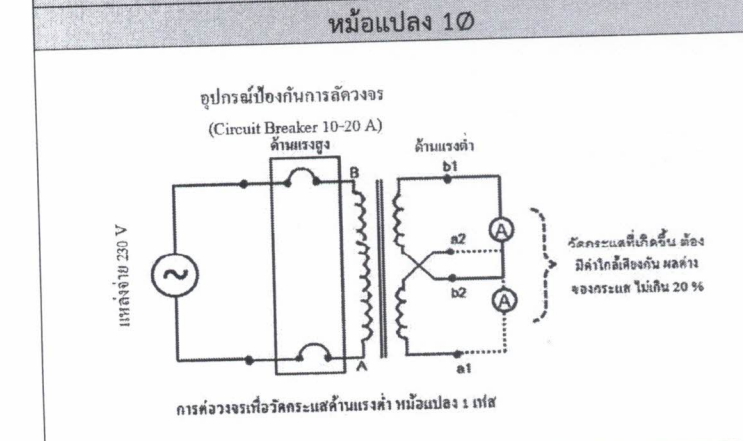 หม้อแปลง 1Ø
อุปกรณ์ป้องกันการลัดวงจร
(Circuit Breaker 10-20 A)
ด้านแรงสูง
ด้านแรงต่ำ
B
b1
A
a2
แหล่งจ่าย 230 V
~
b2
A
วัดกระแสที่เกิดขึ้น ต้อง
มีค่าใกล้เคียงกัน ผลต่าง
ของกระแส ไม่เกิน 20 %
A
a1
การต่อวงจรเพื่อวัดกระแสด้านแรงต่ำ หม้อแปลง 1 เฟส